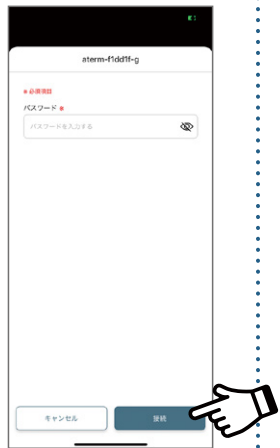 aterm-f1dd1f-g
※必須項目
パスワード ※
パスワードを入力する
キャンセル
接続